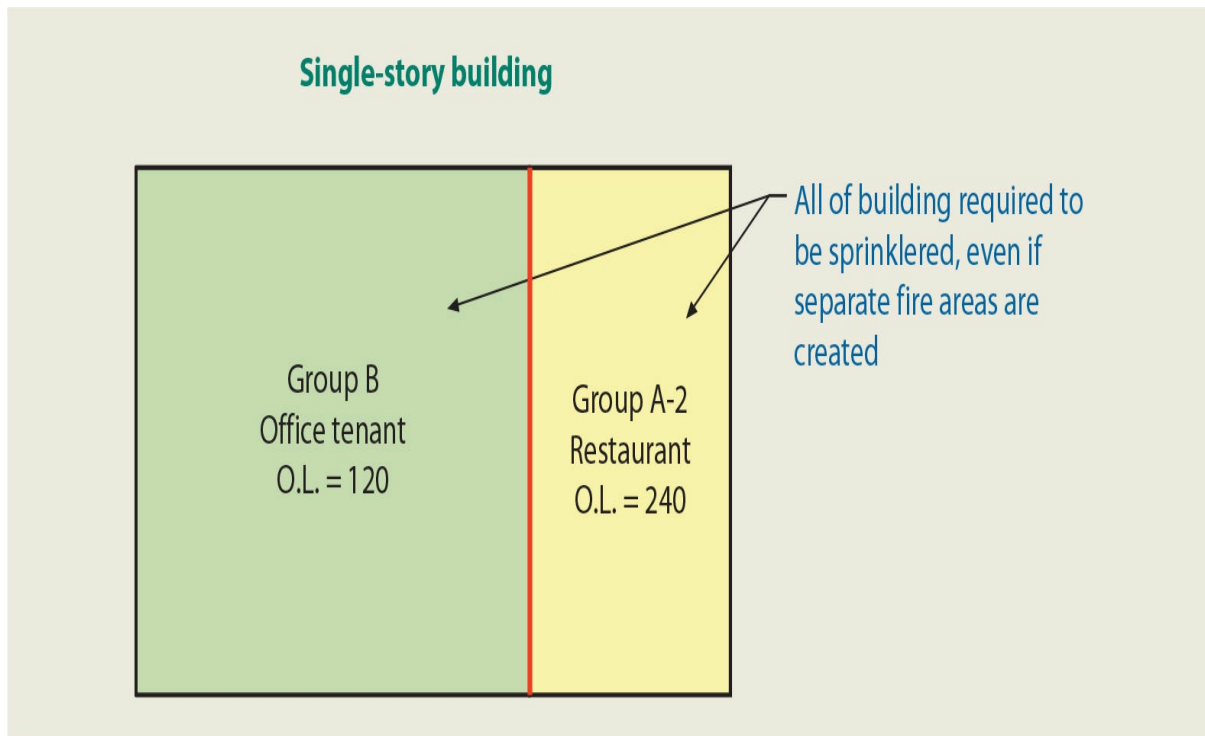 Single-story building
All of building required to
be sprinklered, even if
separate fire areas are
created
Group B
Office tenant
O.L. = 120
Group A-2
Restaurant
O.L. = 240